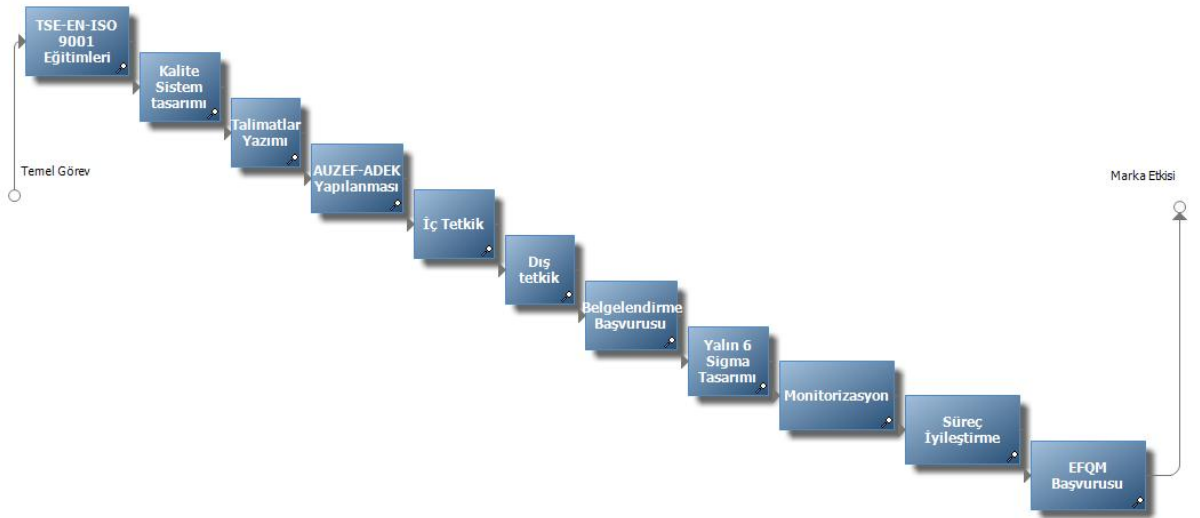 TSE-EN-ISO
9001
Eğitimleri
Kalite
Sistem
tasarımı
Talimatlar
Yazımı
AUZEF-ADEK
Yapılanması
Temel Görev
İç Tetkik
Dış
tetkik
Belgelendirme
Başvurusu
Yalın 6
Sigma
Tasarımı
Monitorizasyon
Süreç
İyileştirme
EFQM
Başvurusu
Marka Etkisi